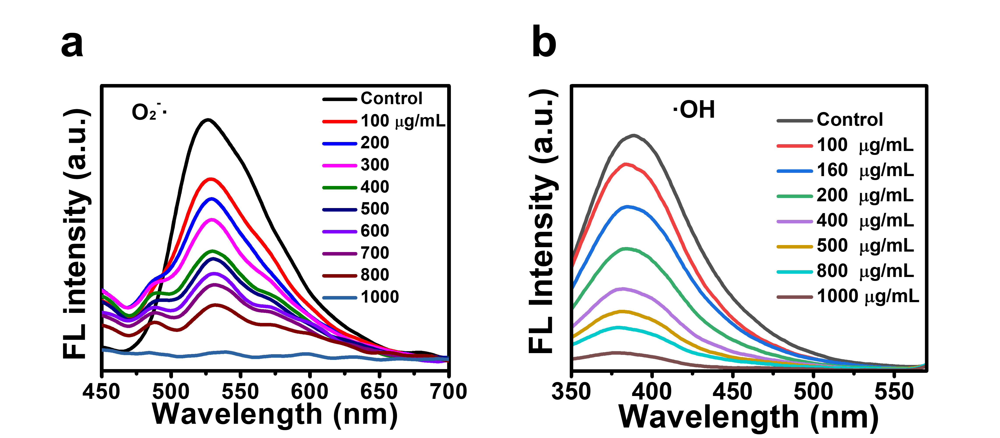 a
O₂⁻·
Control
100 μg/mL
200
300
400
500
600
700
800
1000
FL intensity (a.u.)
450 500 550 600 650 700
Wavelength (nm)
b
·OH
Control
100 μg/mL
160 μg/mL
200 μg/mL
400 μg/mL
500 μg/mL
800 μg/mL
1000 μg/mL
FL Intensity (a.u.)
350 400 450 500 550
Wavelength (nm)